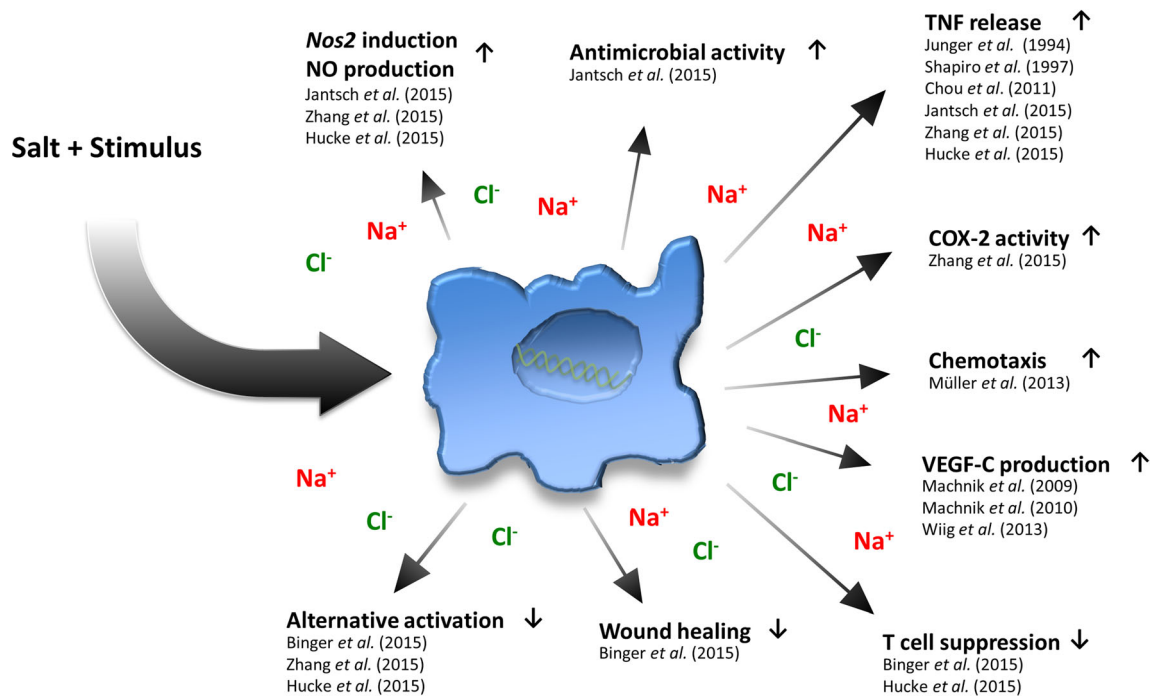 Nos2 induction ↑
NO production
Jantsch et al. (2015)
Zhang et al. (2015)
Hucke et al. (2015)
Antimicrobial activity ↑
Jantsch et al. (2015)
TNF release ↑
Junger et al. (1994)
Shapiro et al. (1997)
Chou et al. (2011)
Jantsch et al. (2015)
Zhang et al. (2015)
Hucke et al. (2015)
Salt + Stimulus
Cl⁻
Na⁺
Na⁺
Na⁺
Cl⁻
Na⁺
COX-2 activity ↑
Zhang et al. (2015)
Cl⁻
Chemotaxis ↑
Müller et al. (2013)
Na⁺
VEGF-C production ↑
Machnik et al. (2009)
Machnik et al. (2010)
Wiig et al. (2013)
Na⁺
Cl⁻
Cl⁻
Cl⁻
Na⁺
Cl⁻
Na⁺
Alternative activation ↓
Binger et al. (2015)
Zhang et al. (2015)
Hucke et al. (2015)
Wound healing ↓
Binger et al. (2015)
T cell suppression ↓
Binger et al. (2015)
Hucke et al. (2015)